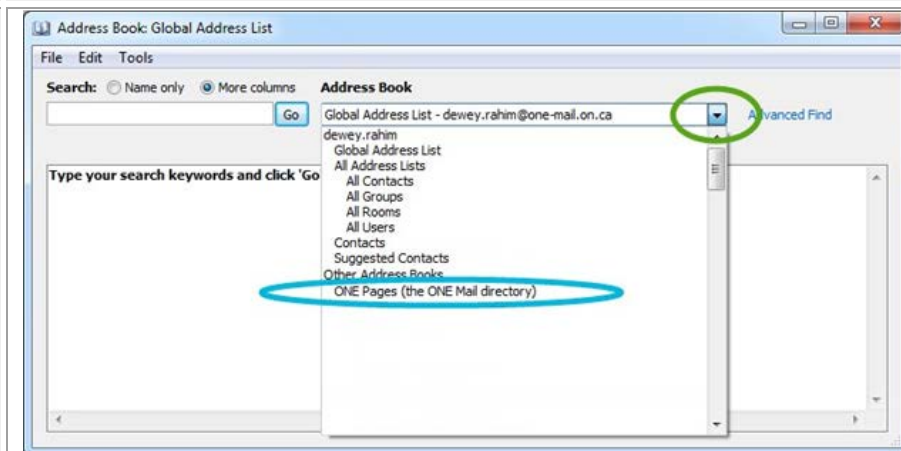 Address Book: Global Address List
File Edit Tools
Search: Name only More columns Address Book
Go Global Address List - dewey.rahim@one-mail.on.ca Advanced Find
dewey.rahim
Global Address List
All Address Lists
Type your search keywords and click 'Go
All Contacts
All Groups
All Rooms
All Users
Contacts
Suggested Contacts
Other Address Books
ONE Pages (the ONE Mail directory)